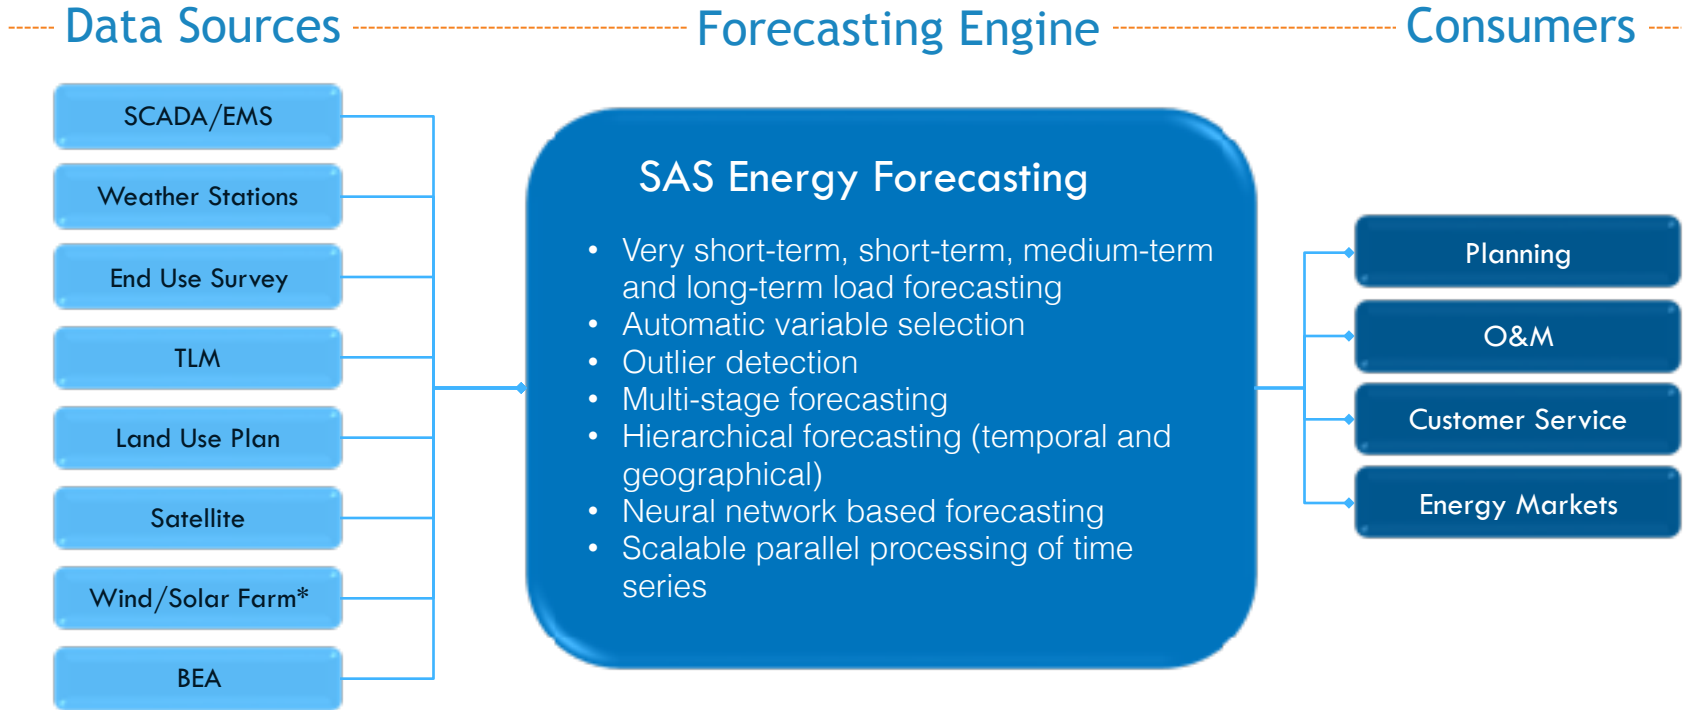 Data Sources
Forecasting Engine
Consumers
SCADA/EMS
Weather Stations
End Use Survey
TLM
Land Use Plan
Satellite
Wind/Solar Farm*
BEA
SAS Energy Forecasting
• Very short-term, short-term, medium-term
and long-term load forecasting
• Automatic variable selection
• Outlier detection
• Multi-stage forecasting
• Hierarchical forecasting (temporal and
geographical)
• Neural network based forecasting
• Scalable parallel processing of time
series
Planning
O&M
Customer Service
Energy Markets